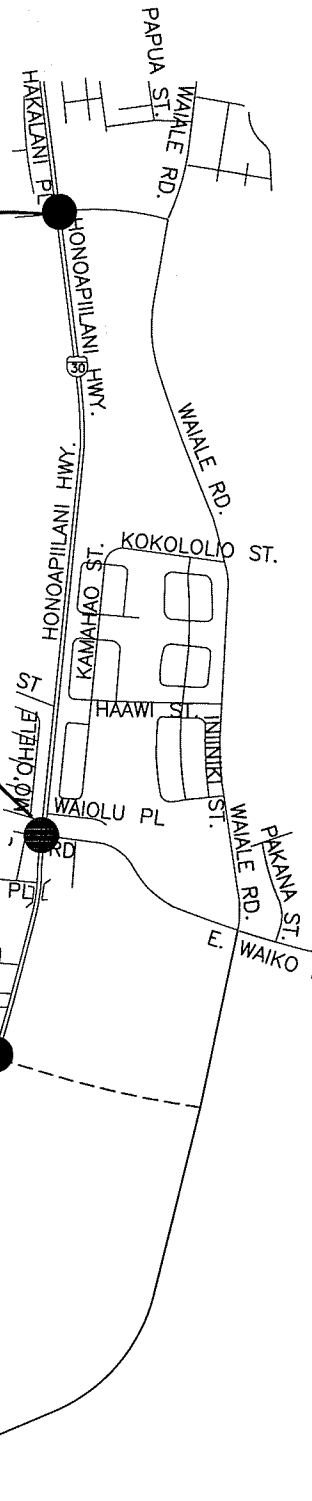 PAPUA ST.
WAIALE RD.
HAKALANI PL
HONOAPIILANI HWY.
30
WAIALE RD.
HONOAPIILANI HWY.
KOKOLOLIO ST.
KAMAHAO ST.
ST
HAAWI ST.
INIINIKI ST.
WAIOLU PL
WAIALE RD.
PAKANA ST.
RD
PL
E. WAIKO